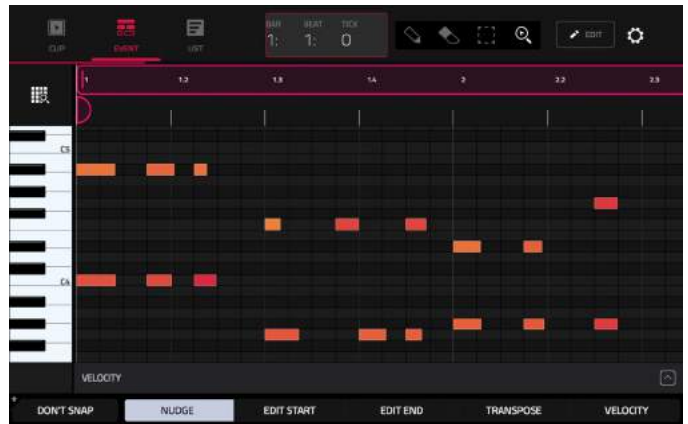 BAR BEAT TICK
1: 1: 0
CLIP EVENT LIST
EDIT
1 1.2 1.3 1.4 2 2.2 2.3
C5
C4
VELOCITY
DON'T SNAP NUDGE EDIT START EDIT END TRANSPOSE VELOCITY